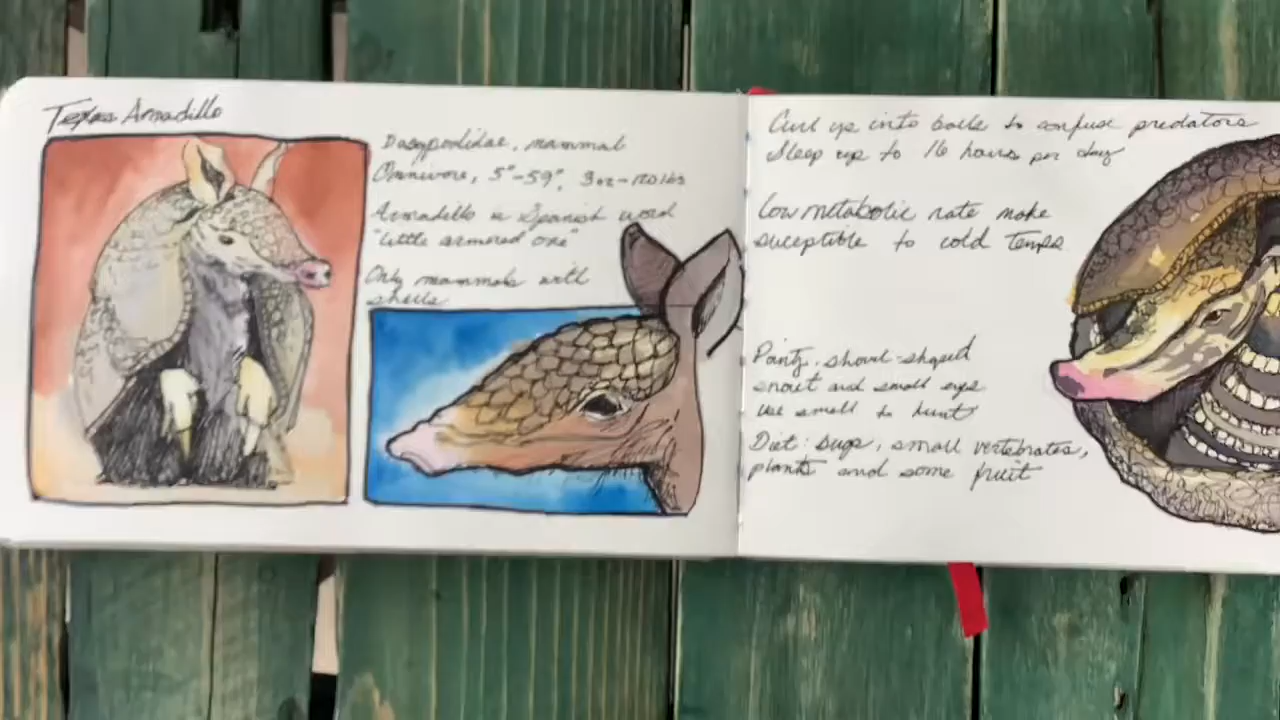 Texas Armadillo
Dasypodidae, mammal
Omnivore, 5"-59", 3oz-120lbs
Armadillo is Spanish word
"little armored one"
Only mammals with
shells
Curl up into balls to confuse predators
Sleep up to 16 hours per day
Low metabolic rate make
suceptible to cold temps
Pointy, shovel-shaped
snout and small eyes
use smell to hunt
Diet: bugs, small vertebrates,
plants and some fruit